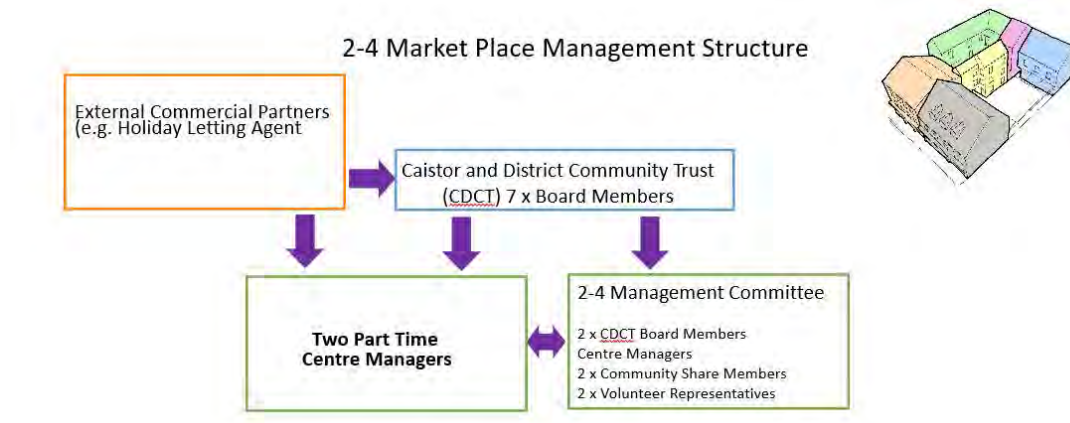 2-4 Market Place Management Structure
External Commercial Partners
(e.g. Holiday Letting Agent
Caistor and District Community Trust
(CDCT) 7 x Board Members
Two Part Time
Centre Managers
2-4 Management Committee
2 x CDCT Board Members
Centre Managers
2 x Community Share Members
2 x Volunteer Representatives